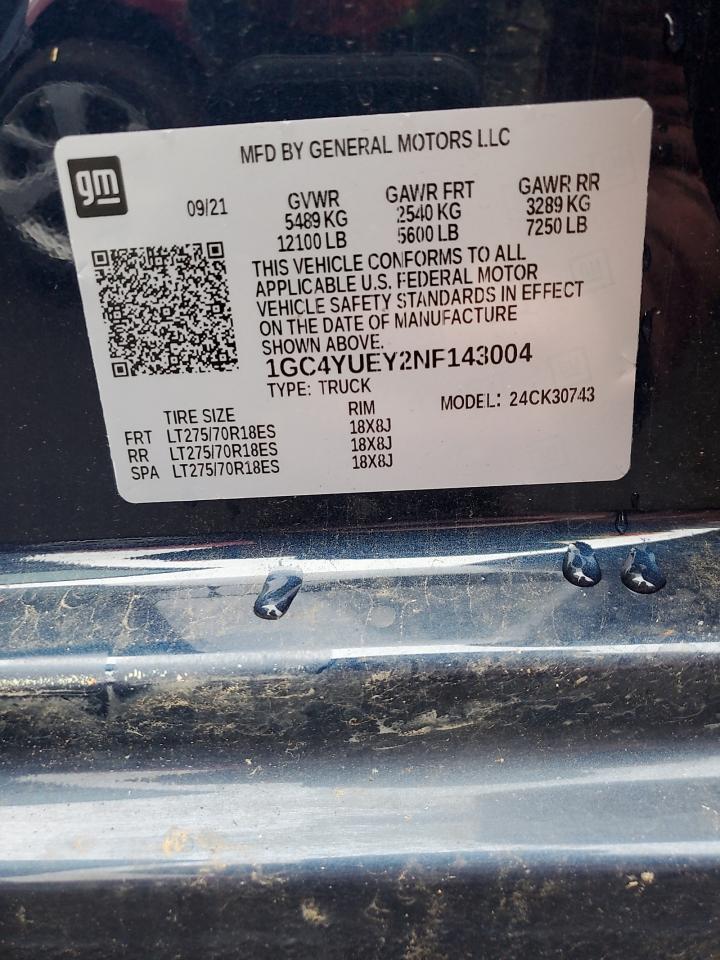 MFD BY GENERAL MOTORS LLC
gm
09/21
GVWR GAWR FRT GAWR RR
5489 KG 2540 KG 3289 KG
12100 LB 5600 LB 7250 LB
THIS VEHICLE CONFORMS TO ALL
APPLICABLE U.S. FEDERAL MOTOR
VEHICLE SAFETY STANDARDS IN EFFECT
ON THE DATE OF MANUFACTURE
SHOWN ABOVE.
1GC4YUEY2NF143004
TYPE: TRUCK
MODEL: 24CK30743
TIRE SIZE RIM
FRT LT275/70R18ES 18X8J
RR LT275/70R18ES 18X8J
SPA LT275/70R18ES 18X8J